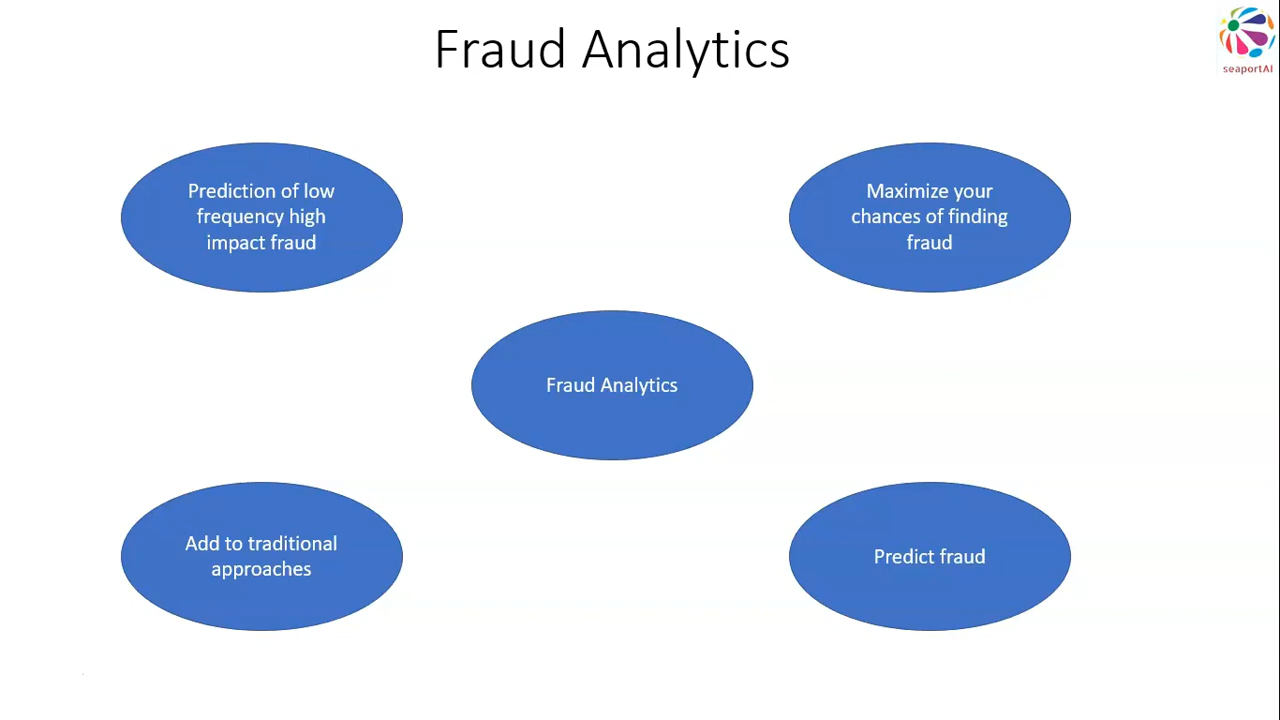 Fraud Analytics
seaportAI
Prediction of low
frequency high
impact fraud
Maximize your
chances of finding
fraud
Fraud Analytics
Add to traditional
approaches
Predict fraud